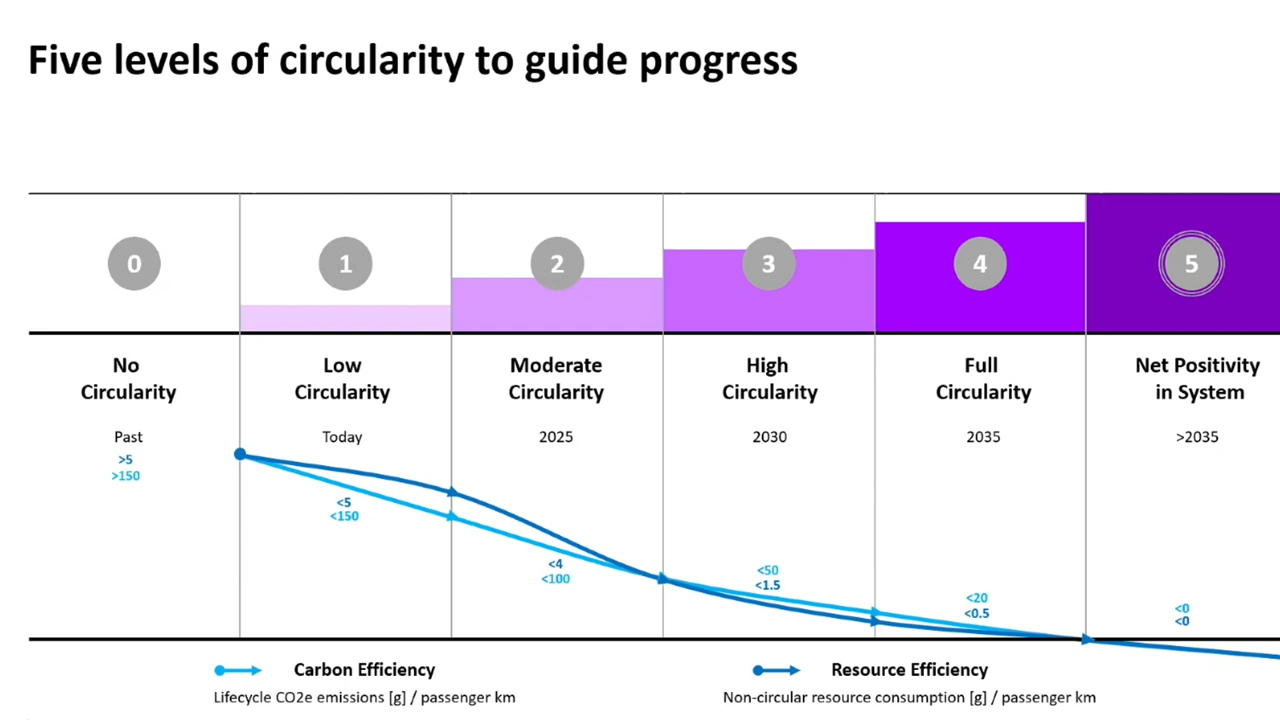 Five levels of circularity to guide progress
0
1
2
3
4
5
No
Circularity
Low
Circularity
Moderate
Circularity
High
Circularity
Full
Circularity
Net Positivity
in System
Past
Today
2025
2030
2035
>2035
>5
>150
<5
<150
<4
<100
<50
<1.5
<20
<0.5
<0
<0
Carbon Efficiency
Lifecycle CO2e emissions [g] / passenger km
Resource Efficiency
Non-circular resource consumption [g] / passenger km